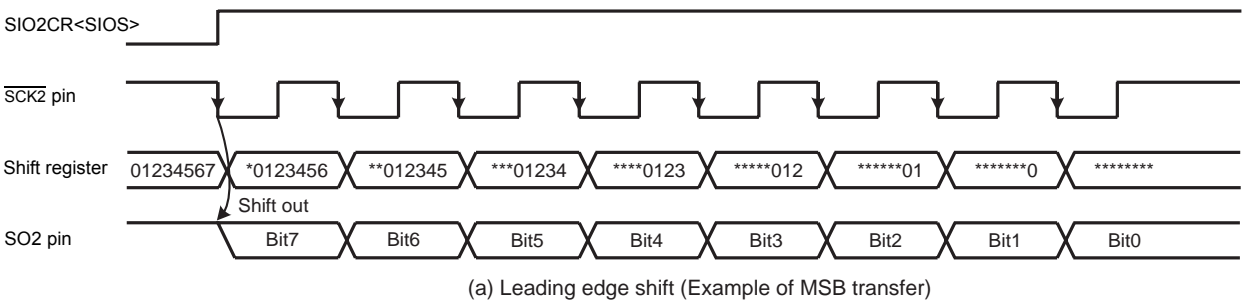 SIO2CR<SIOS>
SCK2 pin
Shift register 01234567 *0123456 **012345 ***01234 ****0123 *****012 ******01 *******0 ********
Shift out
SO2 pin Bit7 Bit6 Bit5 Bit4 Bit3 Bit2 Bit1 Bit0
(a) Leading edge shift (Example of MSB transfer)